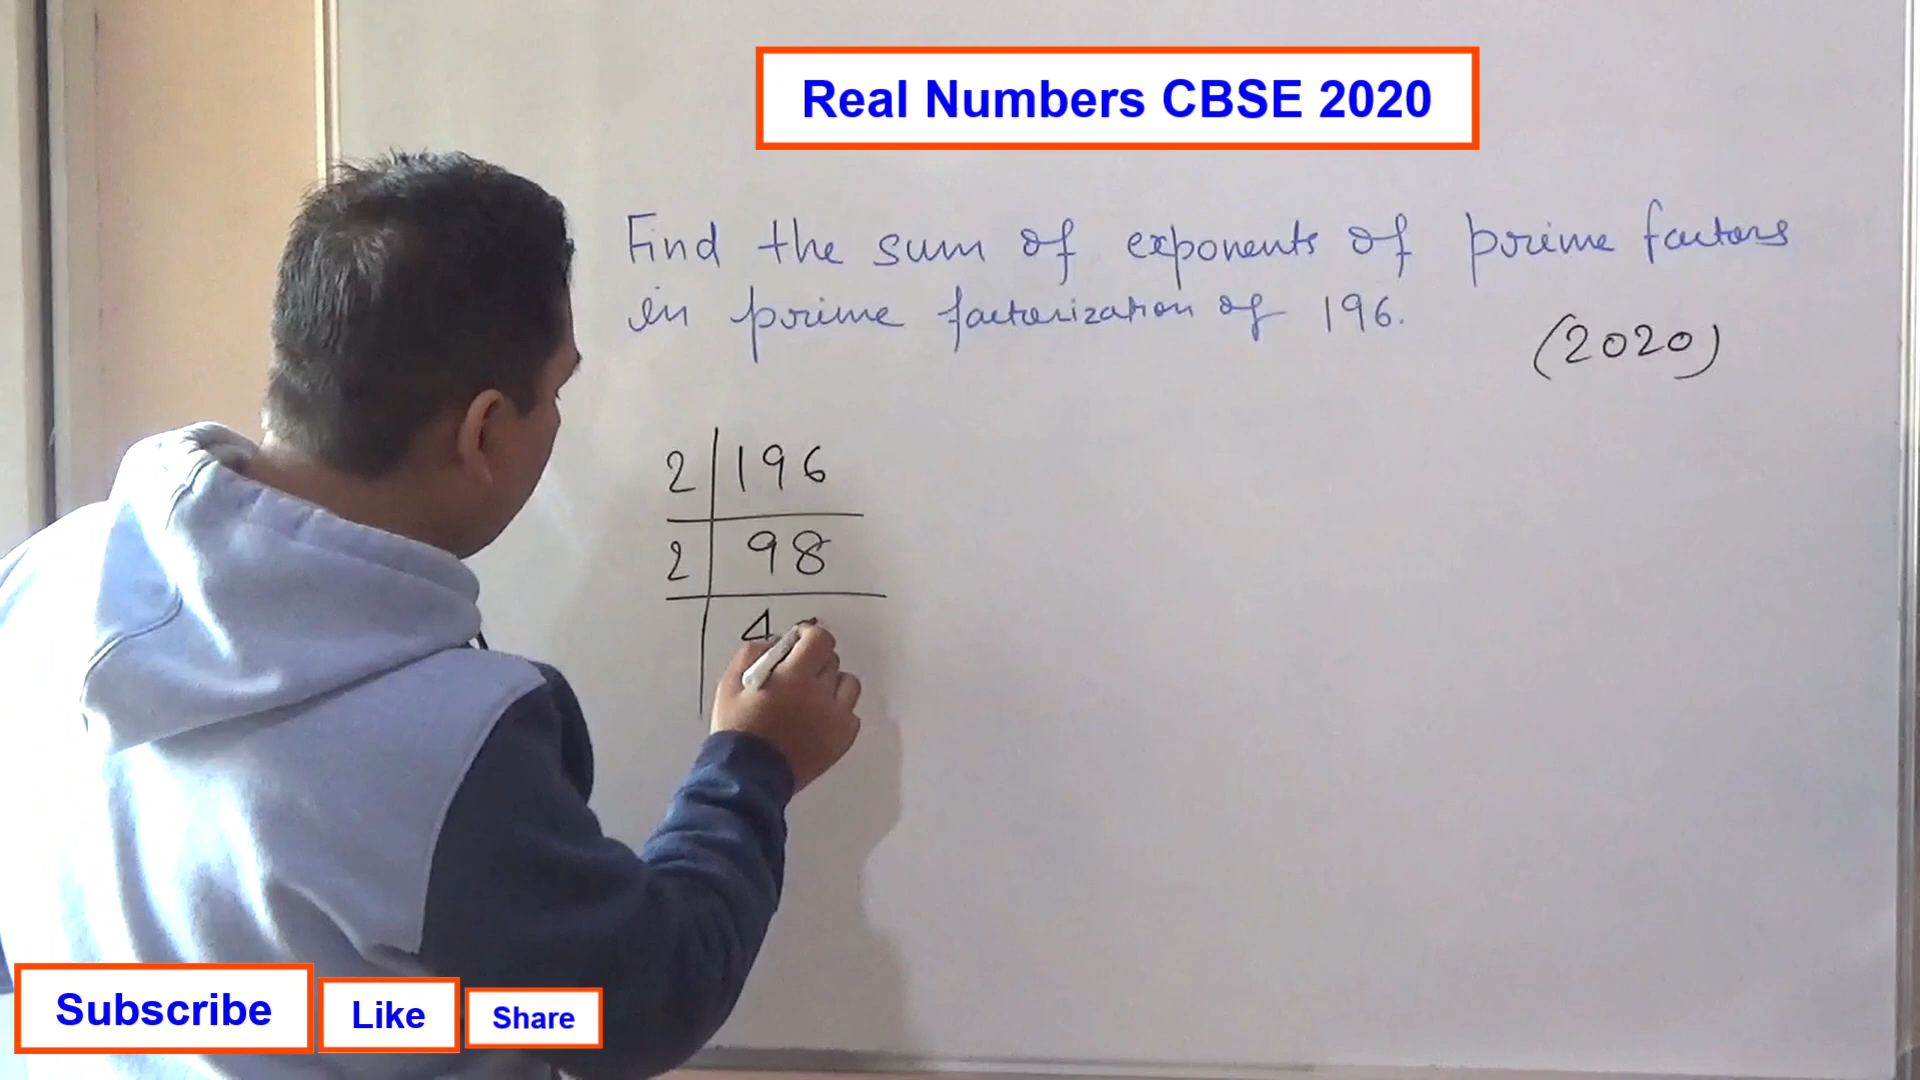 Real Numbers CBSE 2020
Find the sum of exponents of prime factors
in prime factorization of 196.
(2020)
2 | 196
2 | 98
4
Subscribe
Like
Share